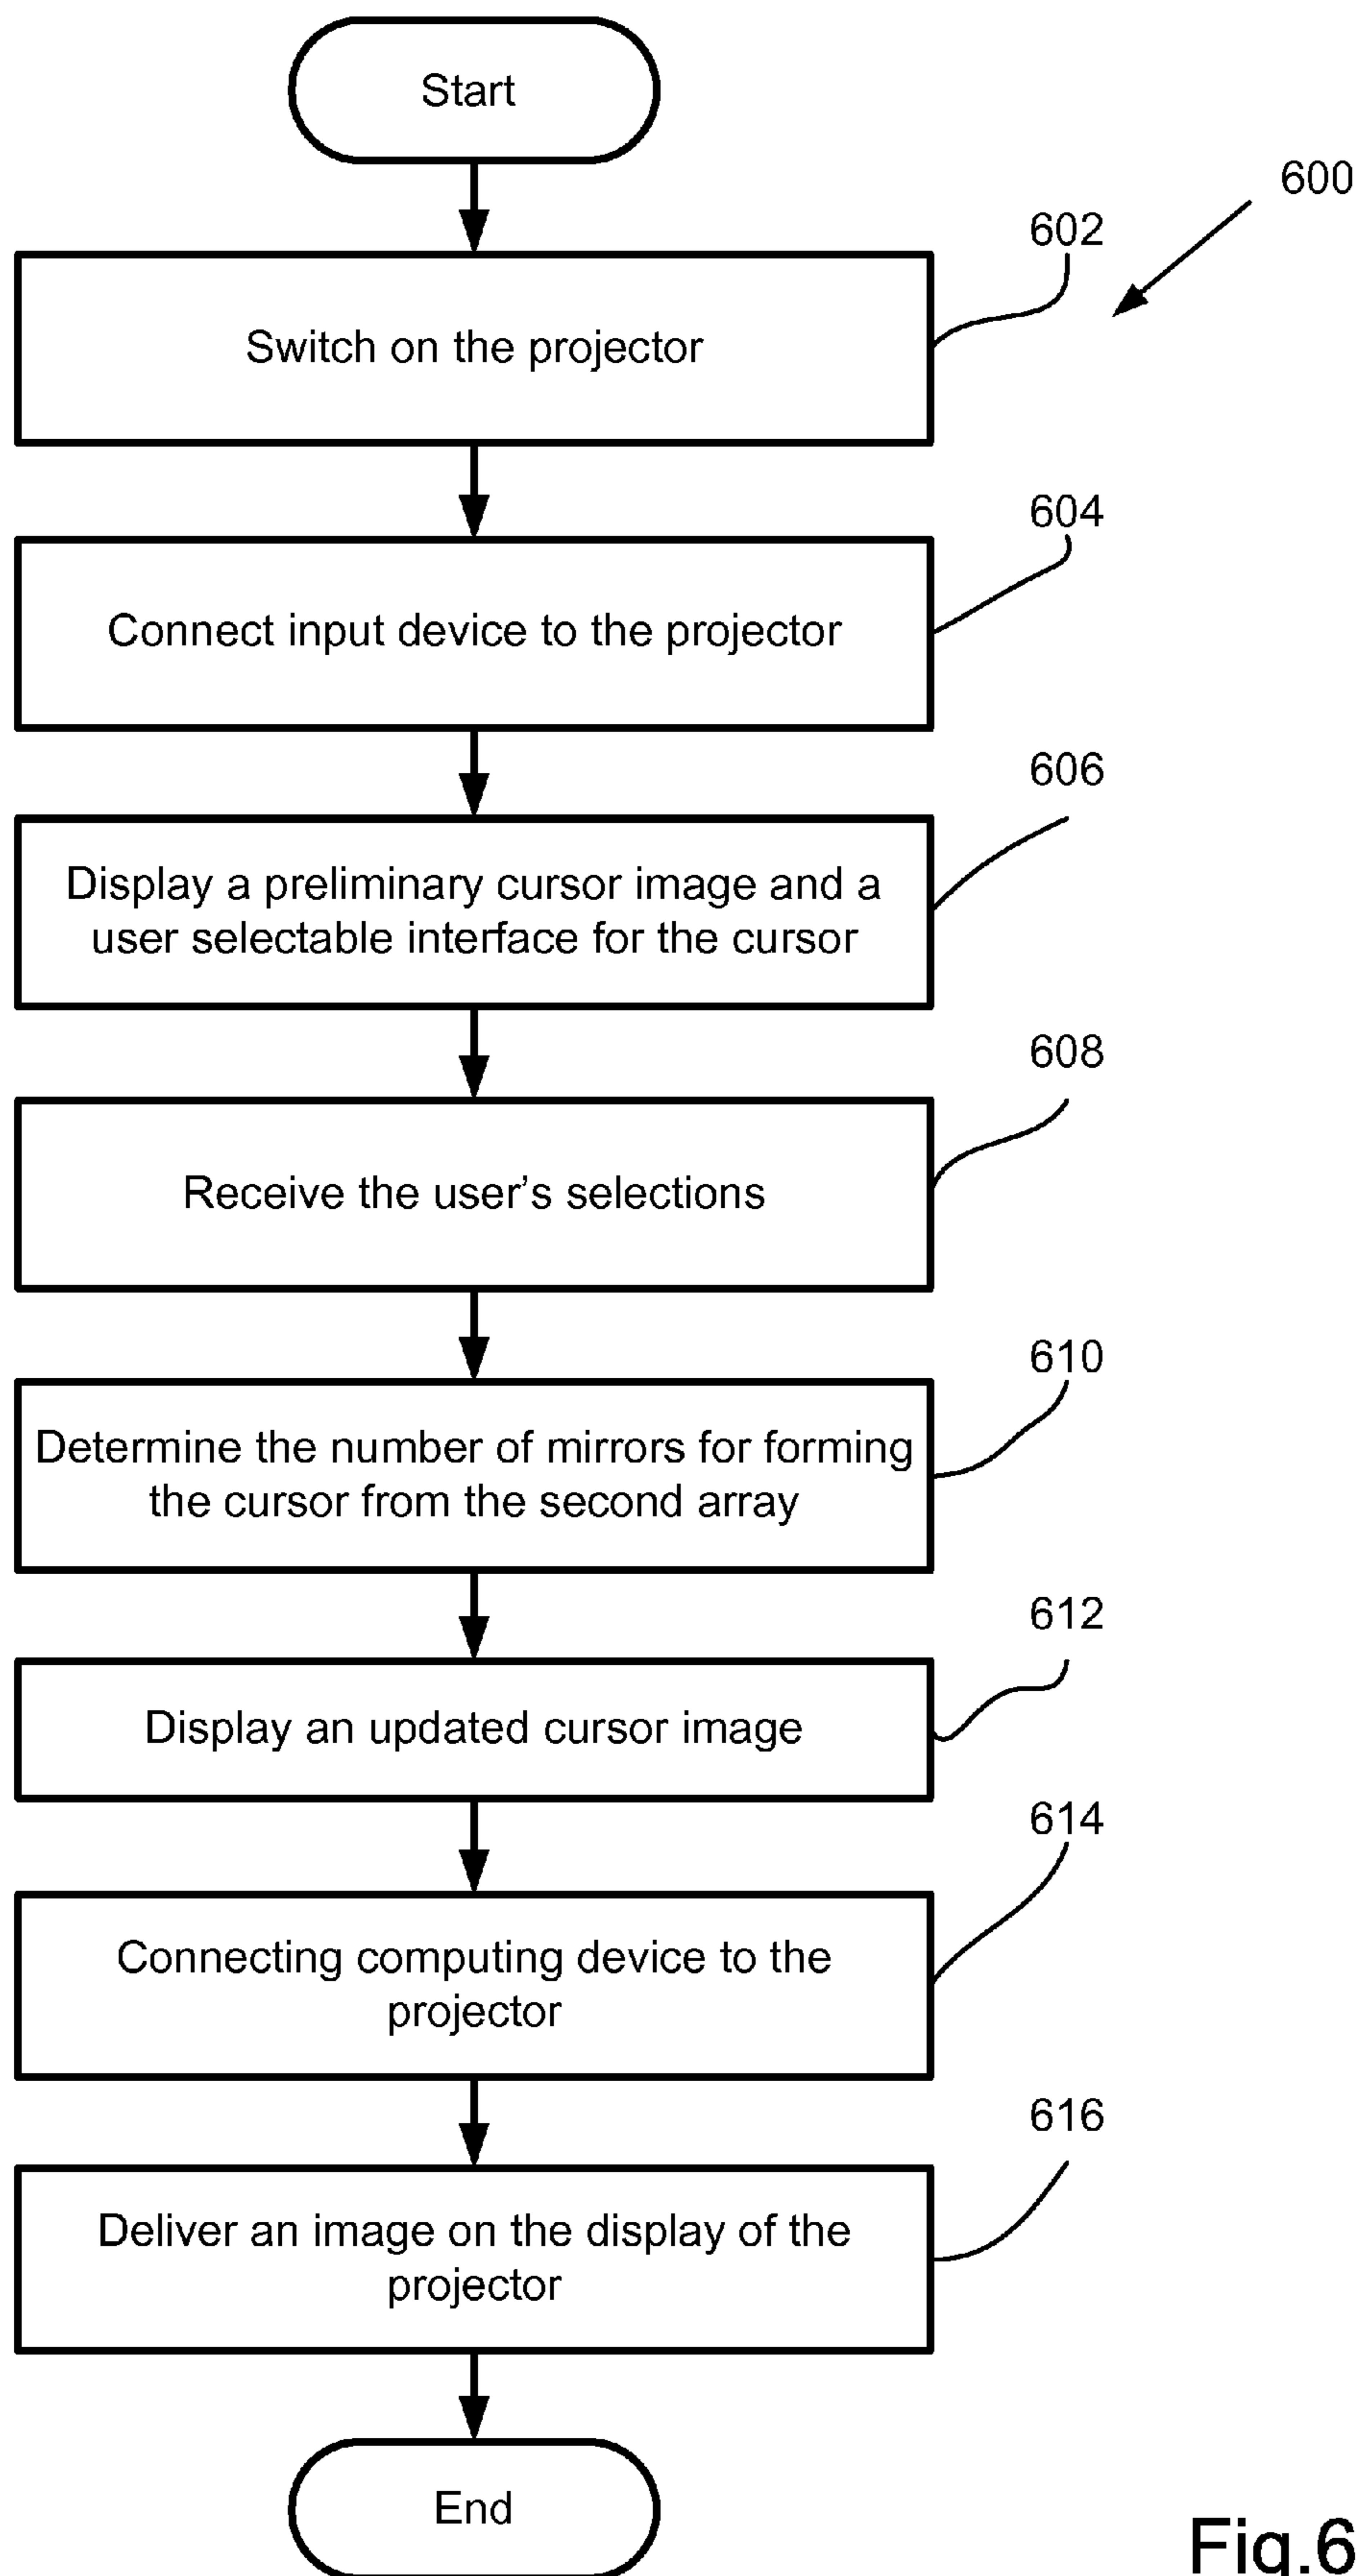 Start
600
602
Switch on the projector
604
Connect input device to the projector
606
Display a preliminary cursor image and a
user selectable interface for the cursor
608
Receive the user's selections
610
Determine the number of mirrors for forming
the cursor from the second array
612
Display an updated cursor image
614
Connecting computing device to the
projector
616
Deliver an image on the display of the
projector
End
Fig.6